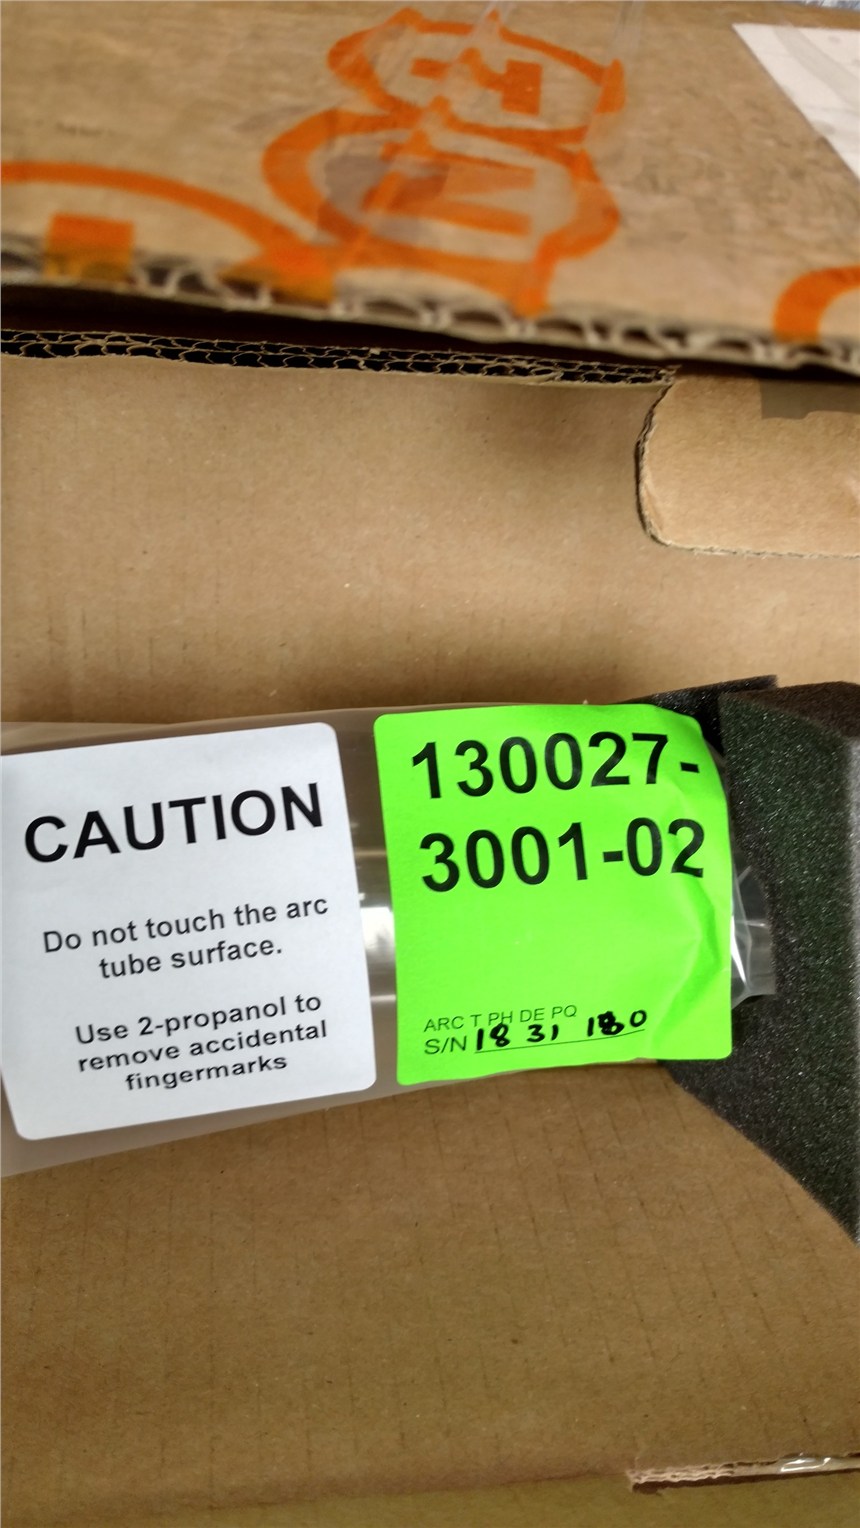 CAUTION
Do not touch the arc
tube surface.
Use 2-propanol to
remove accidental
fingermarks
130027-
3001-02
ARC T PH DE PQ
S/N 18 31 180